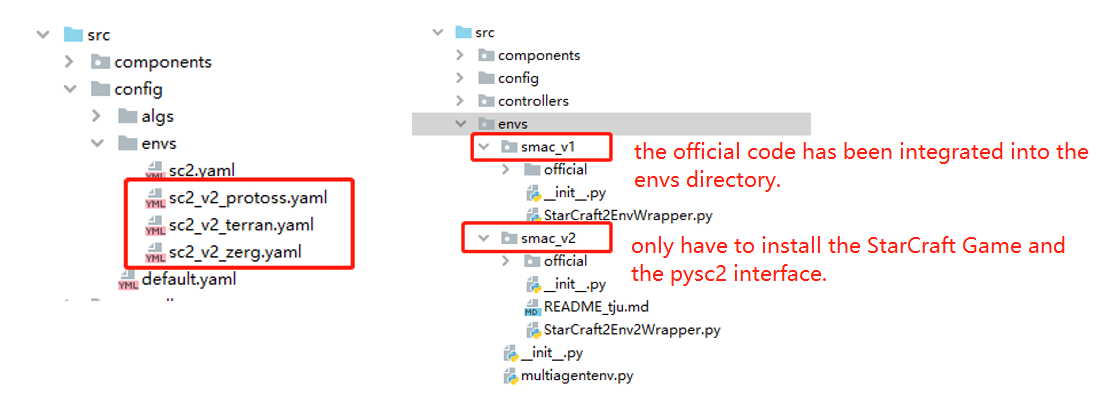 src
components
config
algs
envs
sc2.yaml
sc2_v2_protoss.yaml
sc2_v2_terran.yaml
sc2_v2_zerg.yaml
default.yaml
src
components
config
controllers
envs
smac_v1
official
__init__.py
StarCraft2EnvWrapper.py
smac_v2
official
__init__.py
README_tju.md
StarCraft2Env2Wrapper.py
__init__.py
multiagentenv.py
the official code has been integrated into the
envs directory.
only have to install the StarCraft Game and
the pysc2 interface.
YML
YML
YML
YML
YML
MD